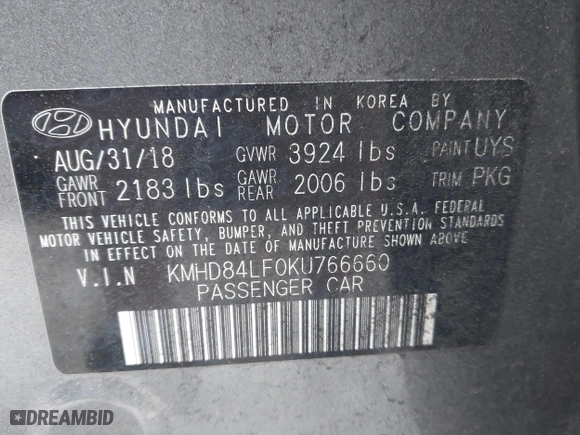 MANUFACTURED IN KOREA BY
HYUNDAI MOTOR COMPANY
AUG/31/18 GVWR 3924 lbs PAINT UYS
GAWR FRONT 2183 lbs GAWR REAR 2006 lbs TRIM PKG
THIS VEHICLE CONFORMS TO ALL APPLICABLE U.S.A. FEDERAL
MOTOR VEHICLE SAFETY, BUMPER, AND THEFT PREVENTION STANDARDS
IN EFFECT ON THE DATE OF MANUFACTURE SHOWN ABOVE.
V.I.N KMHD84LF0KU766660
PASSENGER CAR
DREAMBID